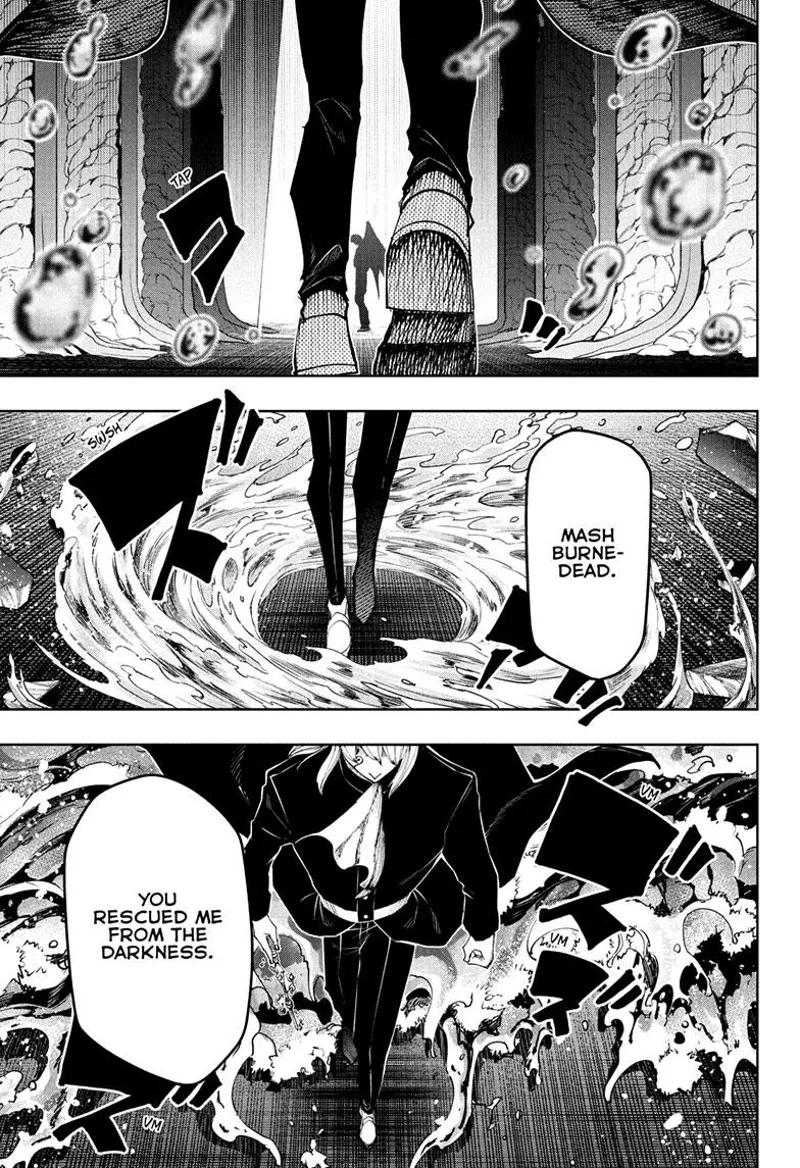 TAP
SWSH
MASH
BURNE-
DEAD.
VM
YOU
RESCUED ME
FROM THE
DARKNESS.
VM
VM